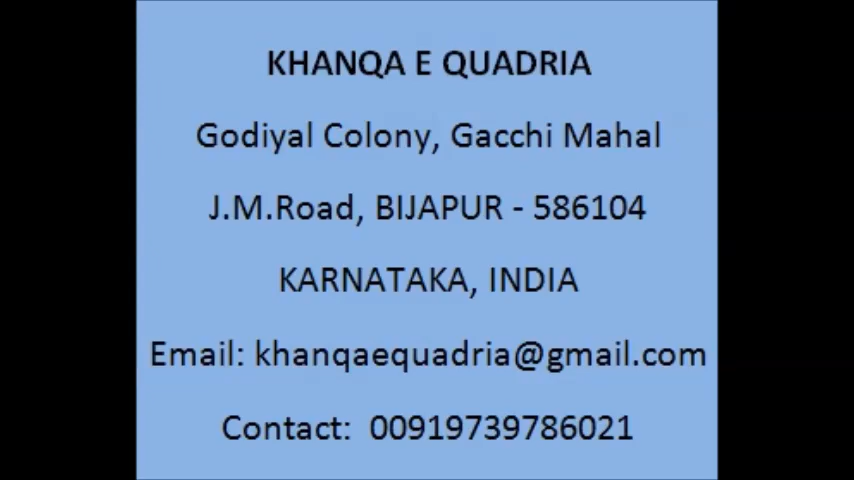 KHANQA E QUADRIA
Godiyal Colony, Gacchi Mahal
J.M.Road, BIJAPUR - 586104
KARNATAKA, INDIA
Email: khanqaequadria@gmail.com
Contact:  00919739786021